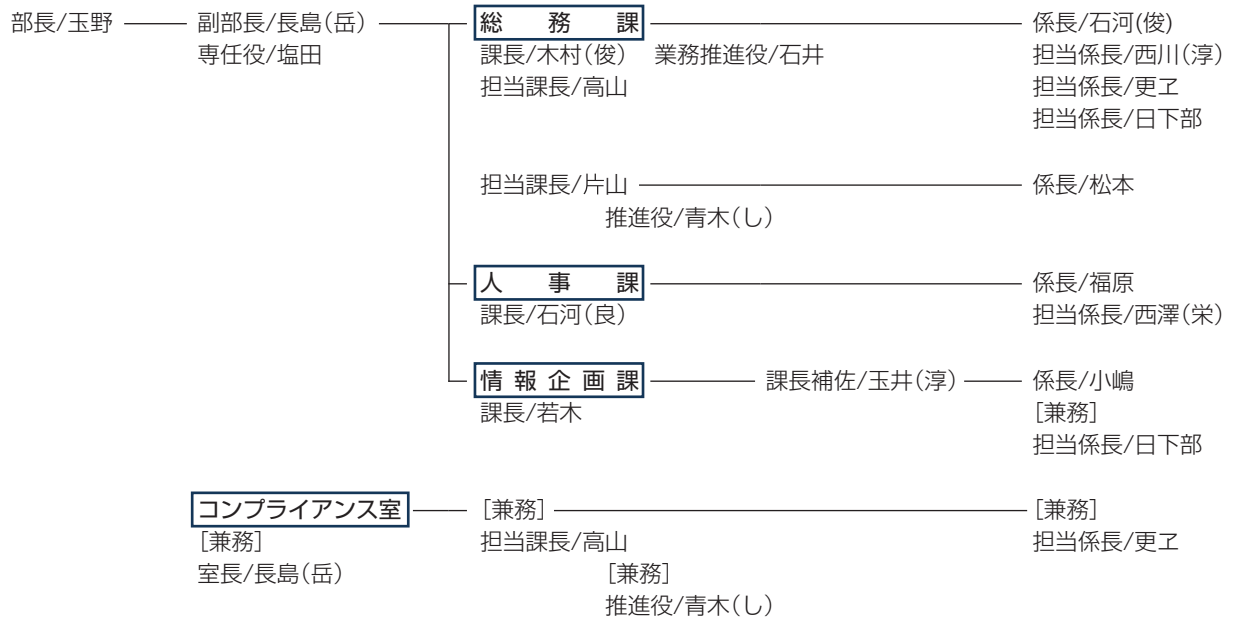 部長/玉野 副部長/長島(岳) 総務課 係長/石河(俊)
専任役/塩田 課長/木村(俊) 業務推進役/石井 担当係長/西川(淳)
担当課長/高山 担当係長/更ヱ
担当係長/日下部
担当課長/片山 係長/松本
推進役/青木(し)
人事課 係長/福原
課長/石河(良) 担当係長/西澤(栄)
情報企画課 課長補佐/玉井(淳) 係長/小嶋
課長/若木 [兼務]
担当係長/日下部
コンプライアンス室 [兼務] [兼務]
[兼務] 担当課長/高山 担当係長/更ヱ
室長/長島(岳) [兼務]
推進役/青木(し)